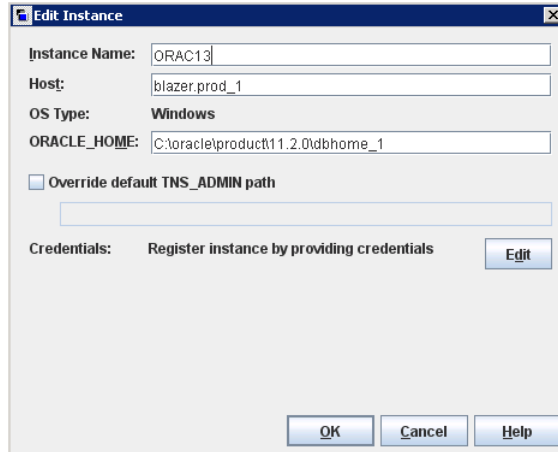 Edit Instance
Instance Name: ORAC13
Host: blazer.prod_1
OS Type: Windows
ORACLE_HOME: C:\oracle\product\11.2.0\dbhome_1
Override default TNS_ADMIN path
Credentials: Register instance by providing credentials Edit
OK Cancel Help